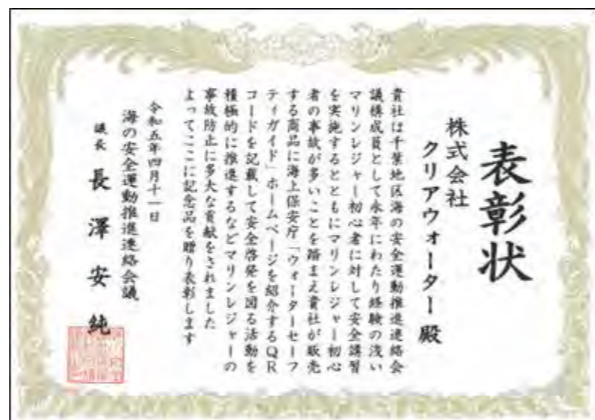 表彰状
株式会社
クリアウォーター殿
貴社は千葉地区海の安全運動推進連絡会
議構成員として永年にわたり経験の浅い
マリンレジャー初心者に対して安全講習
を実施するとともにマリンレジャー初心
者の事故が多いことを踏まえ貴社が販売
する商品に海上保安庁「ウォーターセーフ
ティガイド」ホームページを紹介するQR
コードを記載して安全啓発を図る活動を
積極的に推進するなどマリンレジャーの
事故防止に多大な貢献をされました
よってここに記念品を贈り表彰します
令和五年四月十一日
海の安全運動推進連絡会議
議長 長澤安純